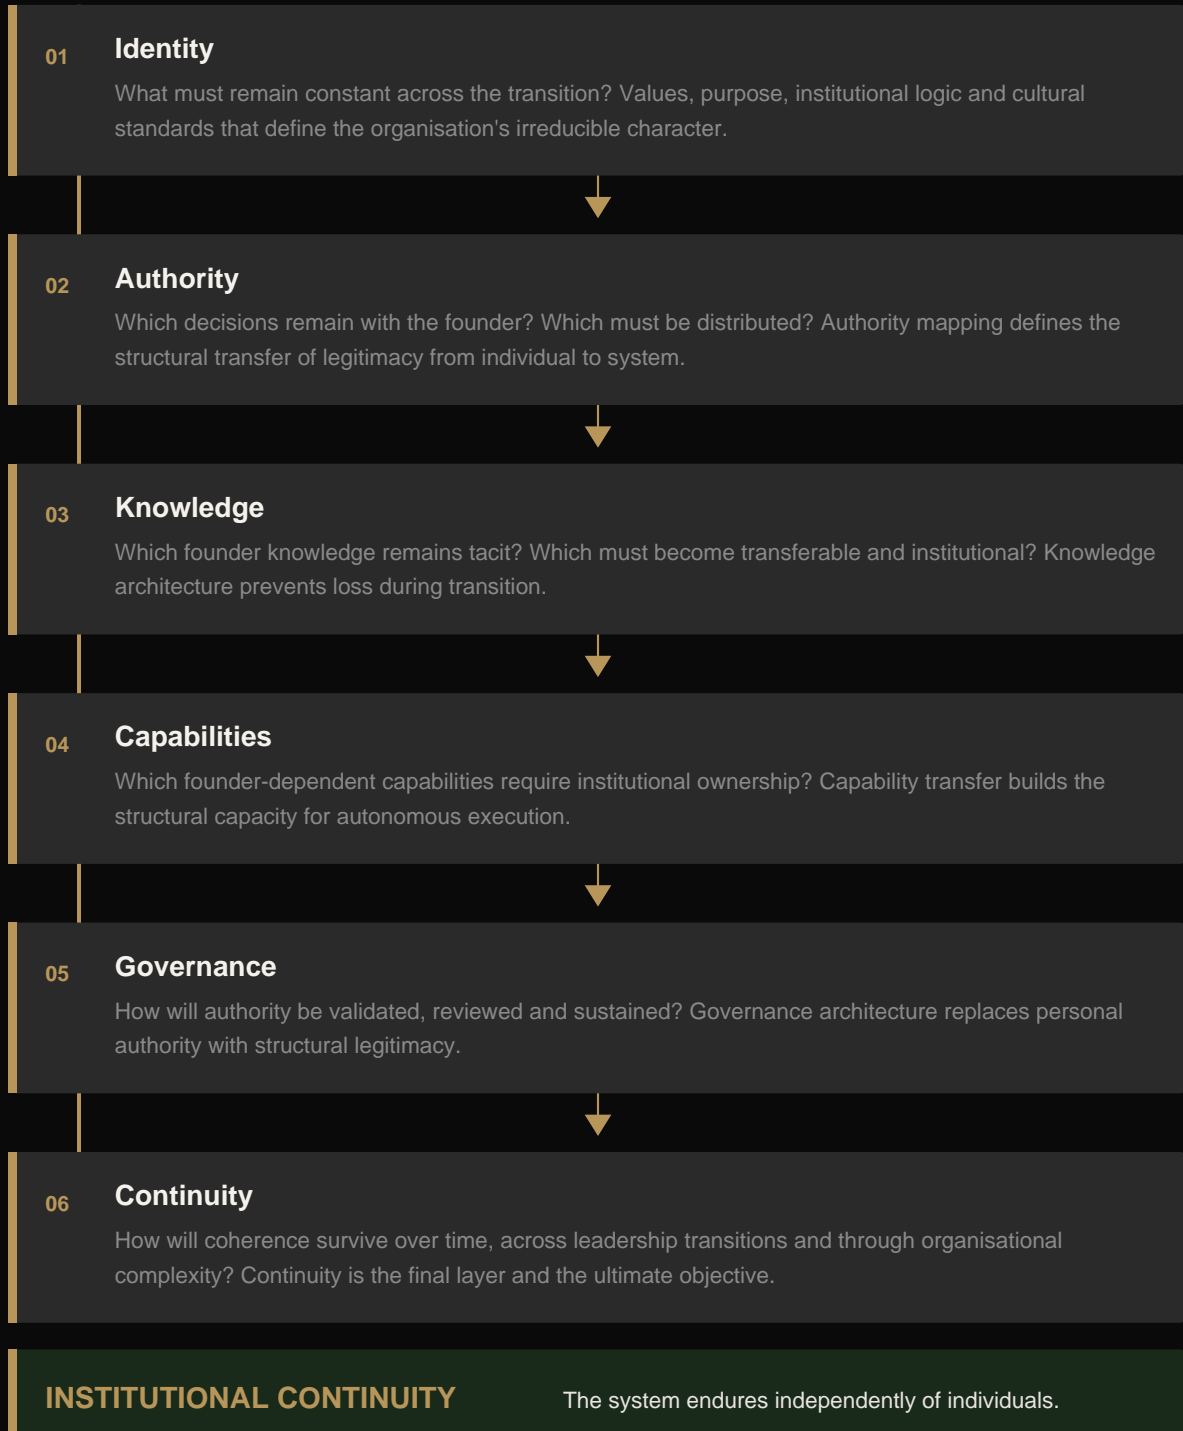 01
Identity
What must remain constant across the transition? Values, purpose, institutional logic and cultural
standards that define the organisation's irreducible character.
02
Authority
Which decisions remain with the founder? Which must be distributed? Authority mapping defines the
structural transfer of legitimacy from individual to system.
03
Knowledge
Which founder knowledge remains tacit? Which must become transferable and institutional? Knowledge
architecture prevents loss during transition.
04
Capabilities
Which founder-dependent capabilities require institutional ownership? Capability transfer builds the
structural capacity for autonomous execution.
05
Governance
How will authority be validated, reviewed and sustained? Governance architecture replaces personal
authority with structural legitimacy.
06
Continuity
How will coherence survive over time, across leadership transitions and through organisational
complexity? Continuity is the final layer and the ultimate objective.
INSTITUTIONAL CONTINUITY
The system endures independently of individuals.